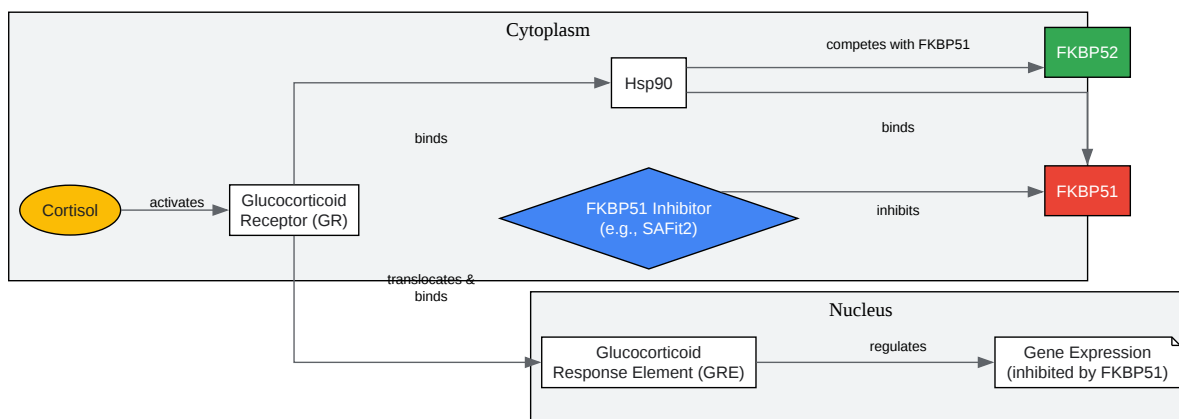 Cytoplasm
competes with FKBP51
FKBP52
Hsp90
binds
binds
Cortisol
activates
Glucocorticoid
Receptor (GR)
FKBP51 Inhibitor
(e.g., SAFit2)
inhibits
FKBP51
translocates &
binds
Nucleus
Glucocorticoid
Response Element (GRE)
regulates
Gene Expression
(inhibited by FKBP51)